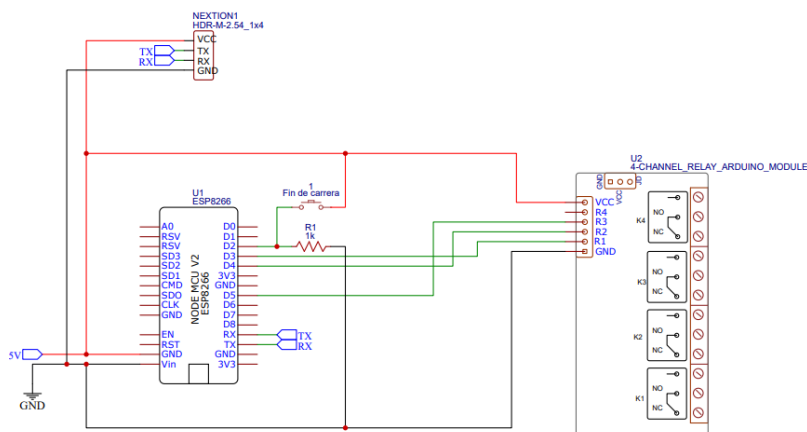 NEXTION1
HDR-M-2.54_1x4
VCC
TX TX
RX RX
GND
U2
4-CHANNEL_RELAY_ARDUINO_MODULE
GND
VCC
JD
VCC
R4
R3
R2
R1
GND
K4
NO
NC
K3
NO
NC
K2
NO
NC
K1
NO
NC
1
Fin de carrera
R1
1k
U1
ESP8266
NODE MCU V2
ESP8266
A0
RSV
RSV
SD3
SD2
SD1
CMD
SDO
CLK
GND
EN
RST
GND
Vin
D0
D1
D2
D3
D4
3V3
GND
D5
D6
D7
D8
RX TX
TX RX
GND
3V3
5V
GND